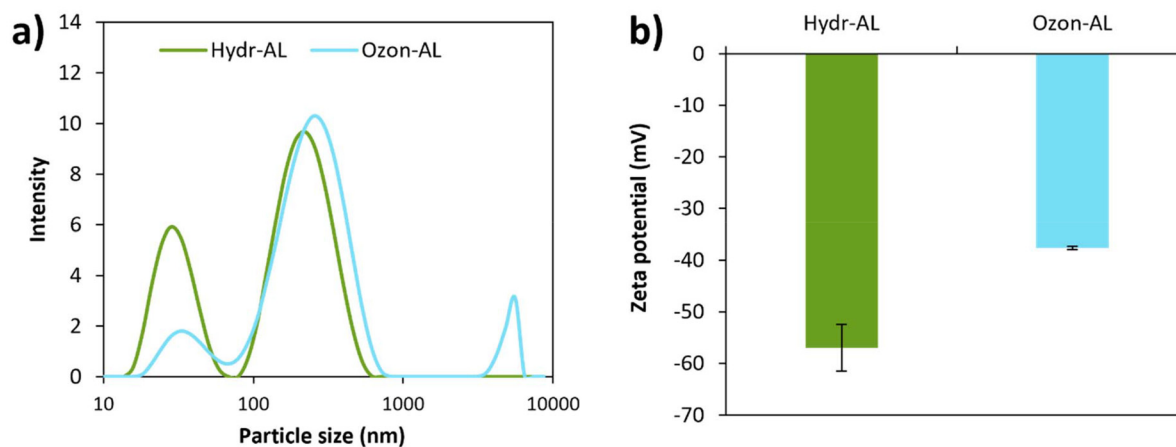 a)
14
12
10
8
6
4
2
0
Intensity
Hydr-AL
Ozon-AL
10
100
1000
10000
Particle size (nm)
b)
Hydr-AL
Ozon-AL
0
-10
-20
-30
-40
-50
-60
-70
Zeta potential (mV)